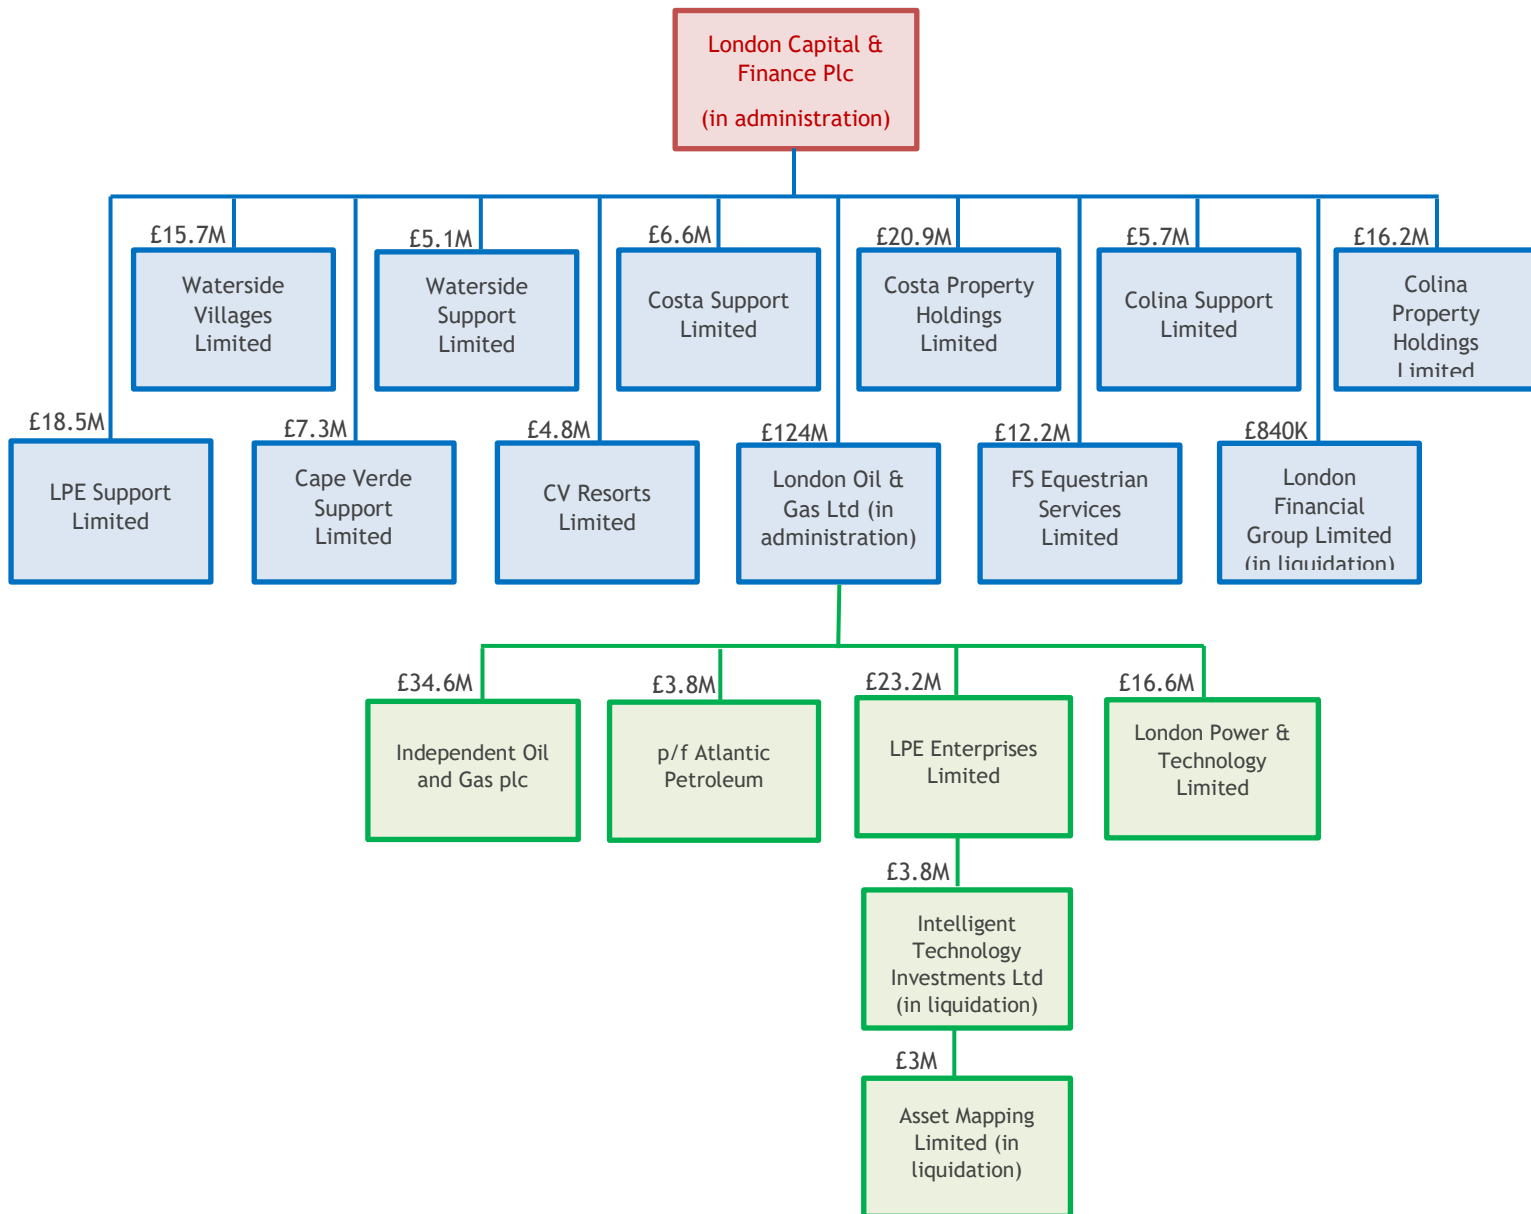 London Capital &
Finance Plc
(in administration)
£15.7M
Waterside
Villages
Limited
£5.1M
Waterside
Support
Limited
£6.6M
Costa Support
Limited
£20.9M
Costa Property
Holdings
Limited
£5.7M
Colina Support
Limited
£16.2M
Colina
Property
Holdings
Limited
£18.5M
LPE Support
Limited
£7.3M
Cape Verde
Support
Limited
£4.8M
CV Resorts
Limited
£124M
London Oil &
Gas Ltd (in
administration)
£12.2M
FS Equestrian
Services
Limited
£840K
London
Financial
Group Limited
(in liquidation)
£34.6M
Independent Oil
and Gas plc
£3.8M
p/f Atlantic
Petroleum
£23.2M
LPE Enterprises
Limited
£16.6M
London Power &
Technology
Limited
£3.8M
Intelligent
Technology
Investments Ltd
(in liquidation)
£3M
Asset Mapping
Limited (in
liquidation)